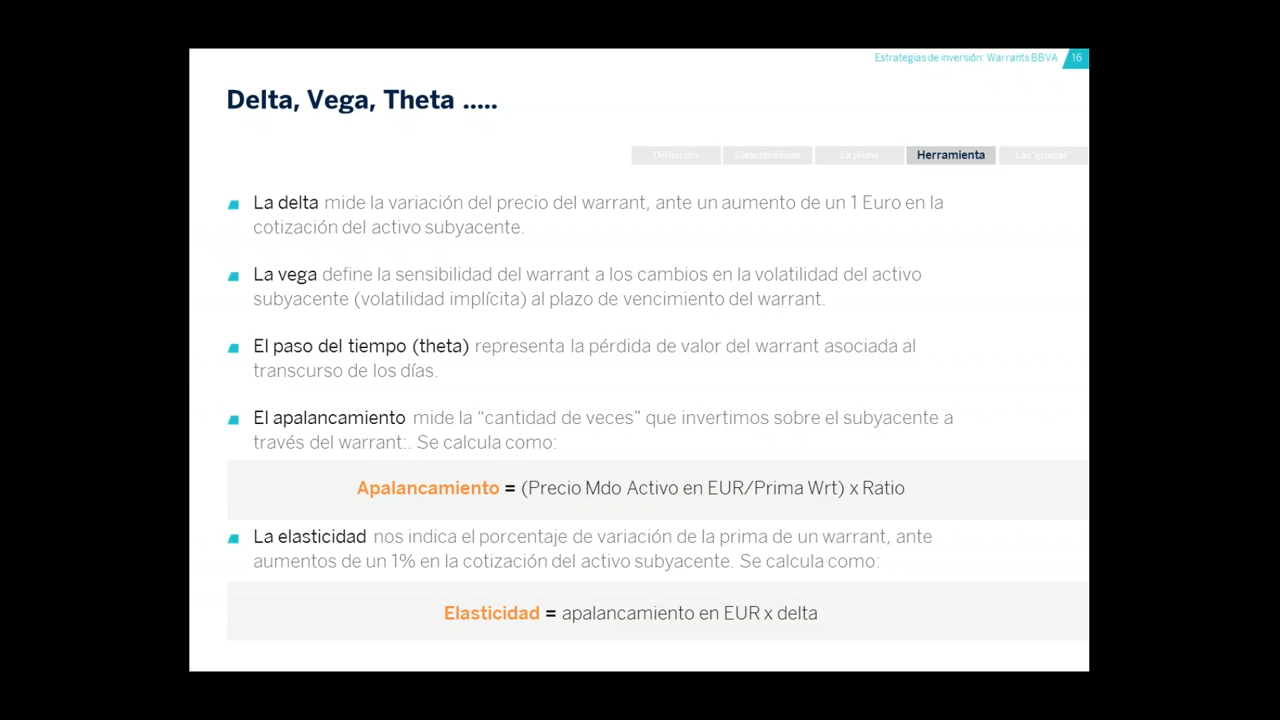 Estrategias de inversión: Warrants BBVA 16
Delta, Vega, Theta .....
Definición Características La prima Herramienta Las "griegas"
La delta mide la variación del precio del warrant, ante un aumento de un 1 Euro en la
cotización del activo subyacente.
La vega define la sensibilidad del warrant a los cambios en la volatilidad del activo
subyacente (volatilidad implícita) al plazo de vencimiento del warrant.
El paso del tiempo (theta) representa la pérdida de valor del warrant asociada al
transcurso de los días.
El apalancamiento mide la “cantidad de veces” que invertimos sobre el subyacente a
través del warrant:. Se calcula como:
Apalancamiento = (Precio Mdo Activo en EUR/Prima Wrt) x Ratio
La elasticidad nos indica el porcentaje de variación de la prima de un warrant, ante
aumentos de un 1% en la cotización del activo subyacente. Se calcula como:
Elasticidad = apalancamiento en EUR x delta